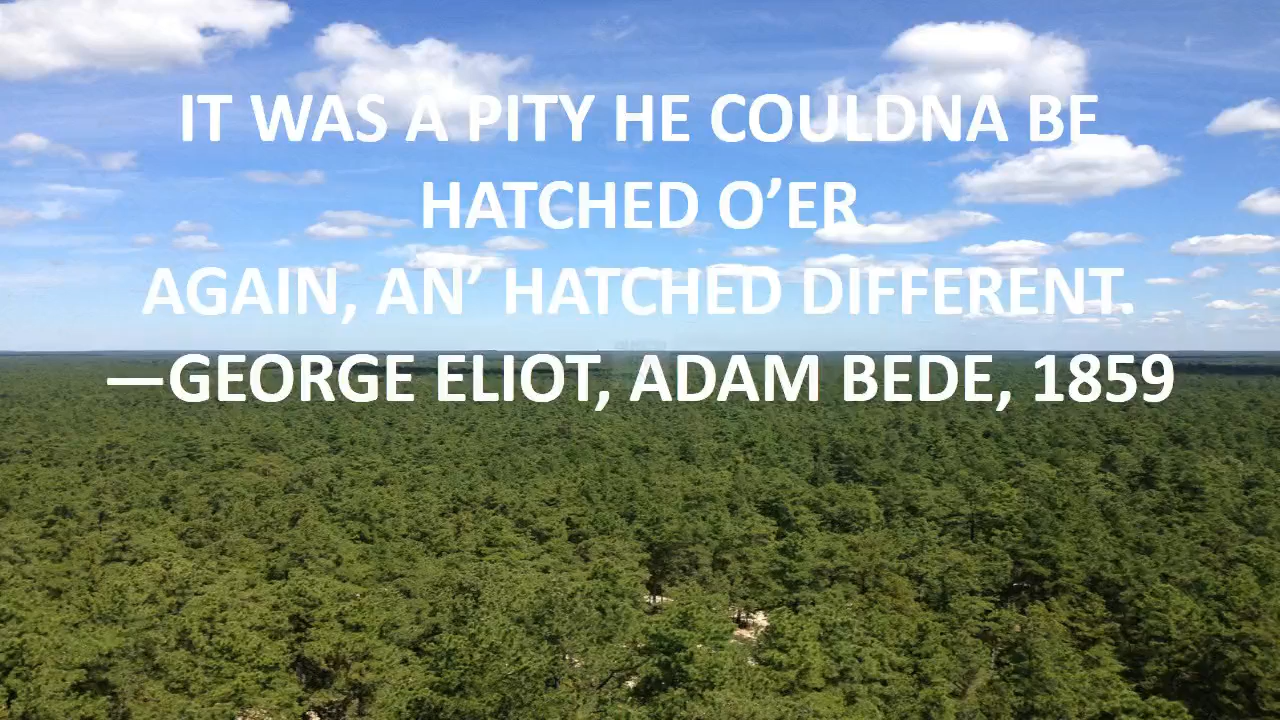 IT WAS A PITY HE COULDNA BE
HATCHED O’ER
AGAIN, AN’ HATCHED DIFFERENT.
—GEORGE ELIOT, ADAM BEDE, 1859